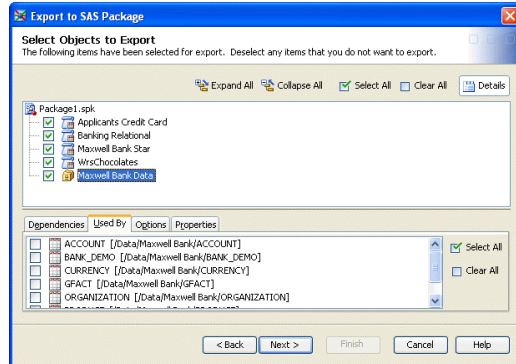 Export to SAS Package
Select Objects to Export
The following items have been selected for export. Deselect any items that you do not want to export.
Expand All Collapse All Select All Clear All Details
Package1.spk
Applicants Credit Card
Banking Relational
Maxwell Bank Star
WrsChocolates
Maxwell Bank Data
Dependencies Used By Options Properties
ACCOUNT [/Data/Maxwell Bank/ACCOUNT]
BANK_DEMO [/Data/Maxwell Bank/BANK_DEMO]
CURRENCY [/Data/Maxwell Bank/CURRENCY]
GFACT [/Data/Maxwell Bank/GFACT]
ORGANIZATION [/Data/Maxwell Bank/ORGANIZATION]
Select All
Clear All
< Back Next > Finish Cancel Help